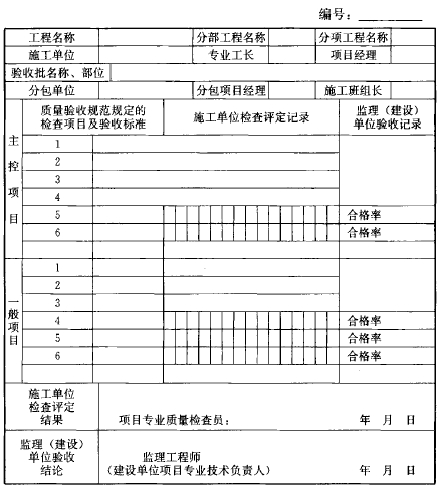 编号：
工程名称 分部工程名称 分项工程名称
施工单位 专业工长 项目经理
验收批名称、部位
分包单位 分包项目经理 施工班组长
质量验收规范规定的
检查项目及验收标准
施工单位检查评定记录
监理（建设）
单位验收记录
主控项目
1
2
3
4
5 合格率
6 合格率
一般项目
1
2
3
4 合格率
5 合格率
6 合格率
施工单位
检查评定
结果
项目专业质量检查员： 年 月 日
监理（建设）
单位验收
结论
监理工程师
（建设单位项目专业技术负责人） 年 月 日